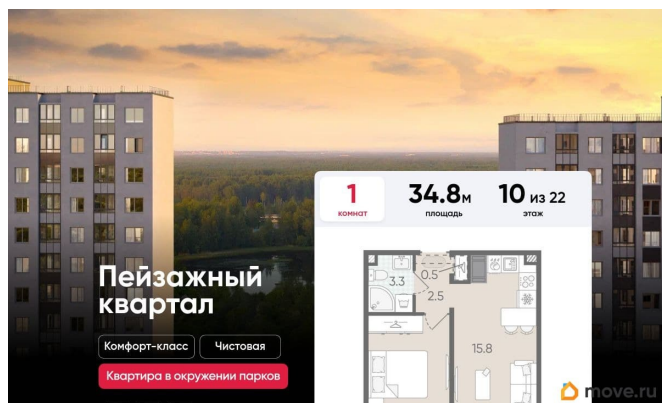 1
комнат
34.8м
площадь
10 из 22
этаж
Пейзажный
квартал
Комфорт-класс
Чистовая
Квартира в окружении парков
3.3
0.5
2.5
15.8
move.ru